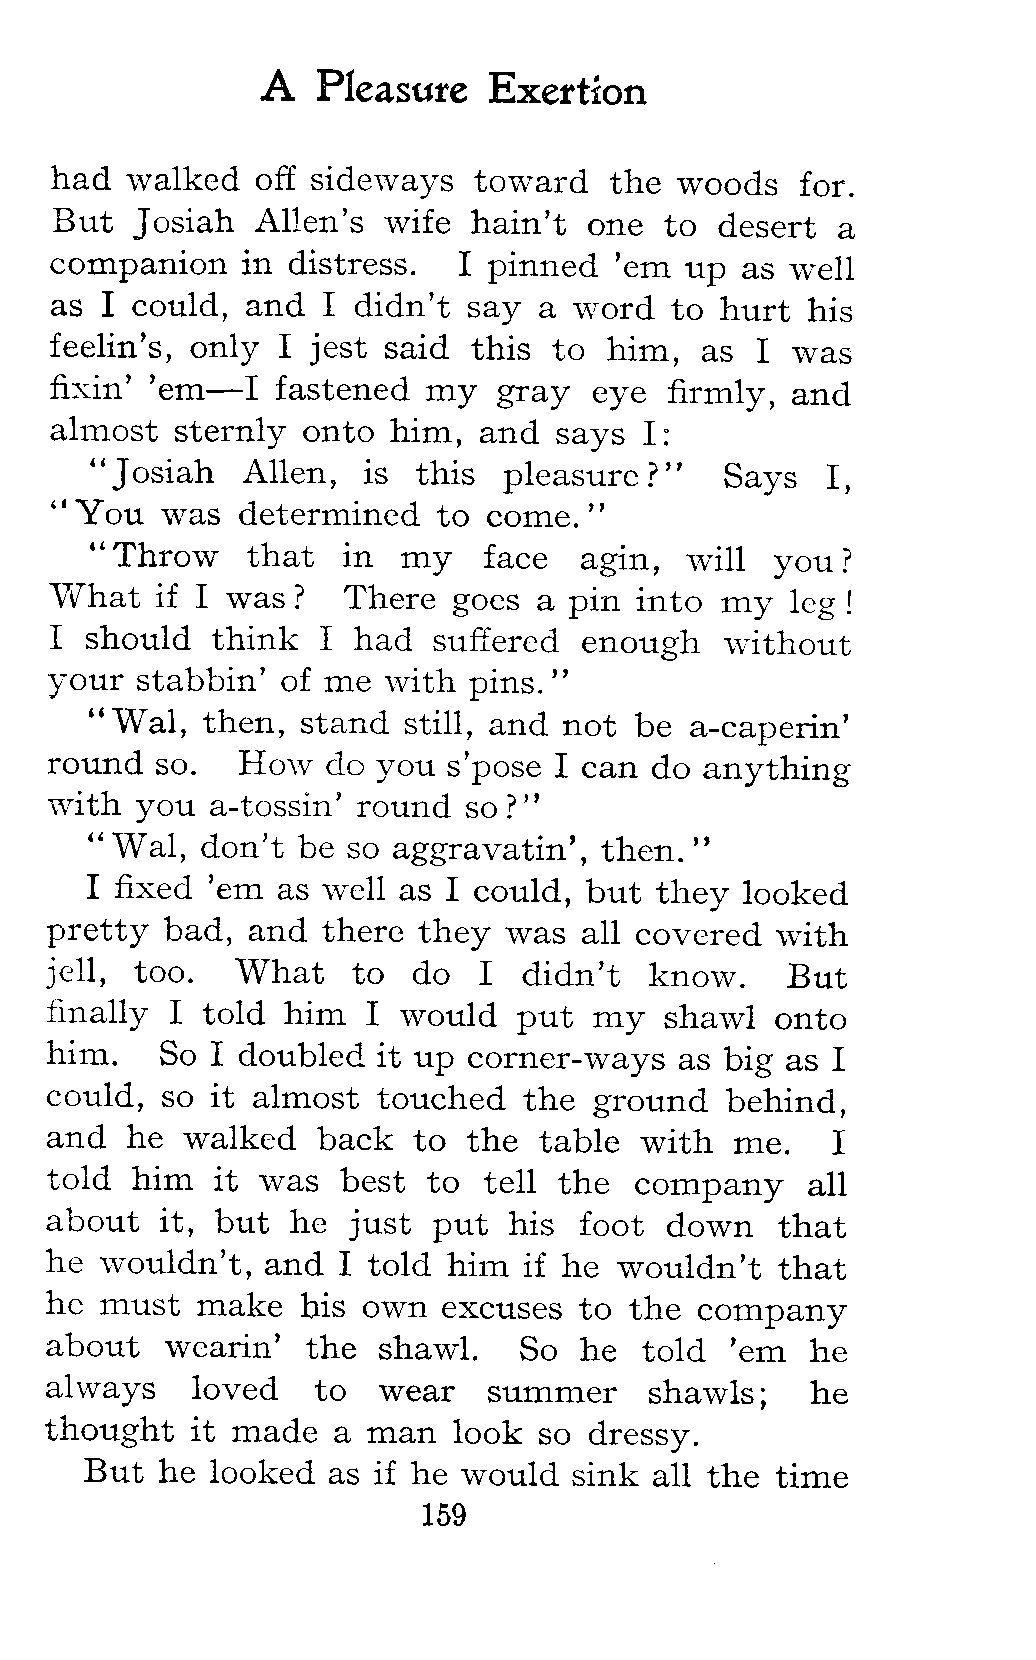 A Pleasure Exertion
had walked off sideways toward the woods for.
But Josiah Allen's wife hain't one to desert a
companion in distress. I pinned 'em up as well
as I could, and I didn't say a word to hurt his
feelin's, only I jest said this to him, as I was
fixin' 'em—I fastened my gray eye firmly, and
almost sternly onto him, and says I:
"Josiah Allen, is this pleasure?" Says I,
"You was determined to come."
"Throw that in my face agin, will you?
What if I was? There goes a pin into my leg!
I should think I had suffered enough without
your stabbin' of me with pins."
"Wal, then, stand still, and not be a-caperin'
round so. How do you s'pose I can do anything
with you a-tossin' round so?"
"Wal, don't be so aggravatin', then."
I fixed 'em as well as I could, but they looked
pretty bad, and there they was all covered with
jell, too. What to do I didn't know. But
finally I told him I would put my shawl onto
him. So I doubled it up corner-ways as big as I
could, so it almost touched the ground behind,
and he walked back to the table with me. I
told him it was best to tell the company all
about it, but he just put his foot down that
he wouldn't, and I told him if he wouldn't that
he must make his own excuses to the company
about wearin' the shawl. So he told 'em he
always loved to wear summer shawls; he
thought it made a man look so dressy.
But he looked as if he would sink all the time
159